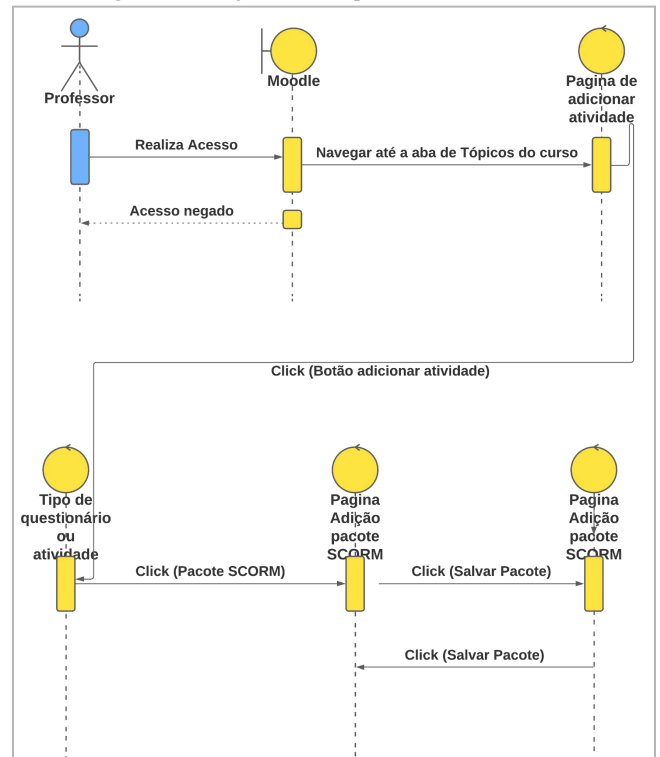 Professor
Moodle
Pagina de
adicionar
atividade
Realiza Acesso
Navegar até a aba de Tópicos do curso
Acesso negado
Click (Botão adicionar atividade)
Tipo de
questionário
ou
atividade
Pagina
Adição
pacote
SCORM
Pagina
Adição
pacote
SCORM
Click (Pacote SCORM)
Click (Salvar Pacote)
Click (Salvar Pacote)